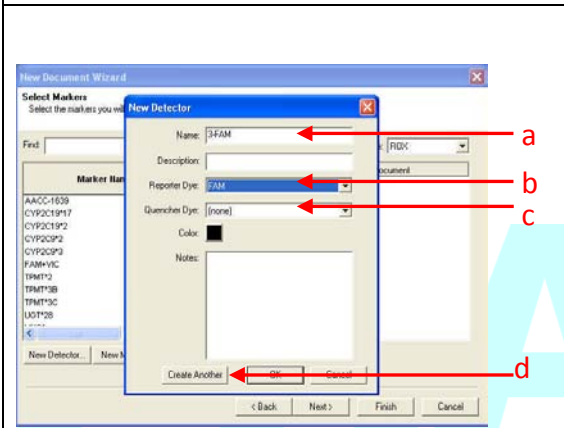 New Document Wizard
Select Markers
Select the markers you will
New Detector
Find:
Name: 3-FAM
a
ROX
Description:
ocument
Marker Nam
Reporter Dye: FAM
b
Quencher Dye: (none)
c
AACC-1639
CYP2C19*17
CYP2C19*2
CYP2C9*2
CYP2C9*3
FAM+VIC
TPMT*2
TPMT*3B
TPMT*3C
UGT*28
Color:
Notes:
New Detector... New M
Create Another OK Cancel
d
< Back Next > Finish Cancel
A